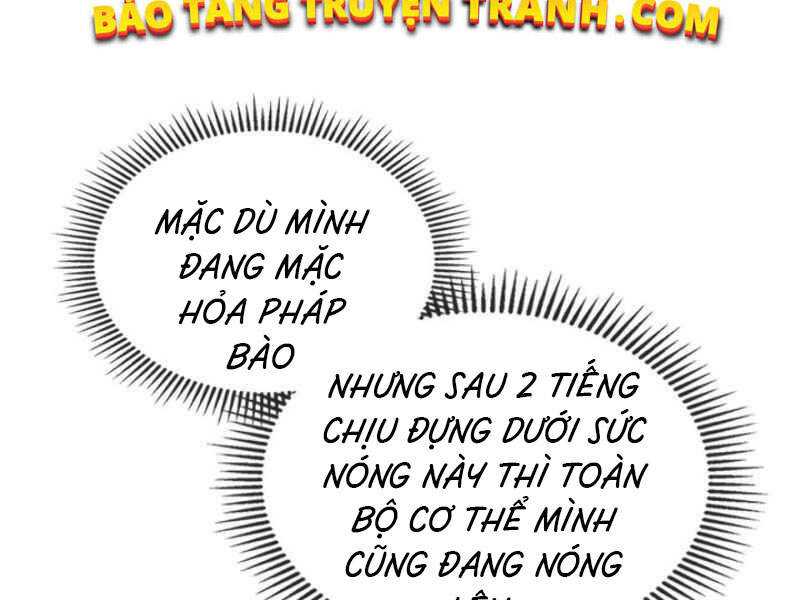 BẢO TÀNG TRUYỆN TRANH.COM
MẶC DÙ MÌNH
ĐANG MẶC
HỎA PHÁP
BÀO
NHƯNG SAU 2 TIẾNG
CHỊU ĐỰNG DƯỚI SỨC
NÓNG NÀY THÌ TOÀN
BỘ CƠ THỂ MÌNH
CŨNG ĐANG NÓNG